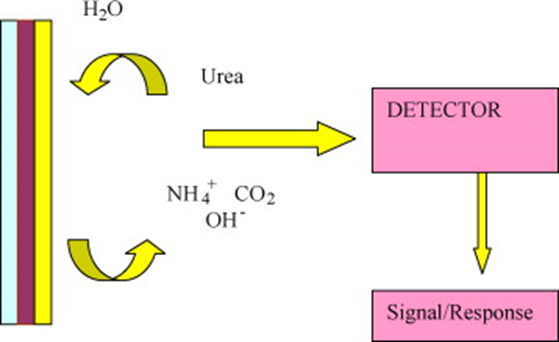 H₂O
Urea
DETECTOR
NH₄⁺ CO₂
OH⁻
Signal/Response